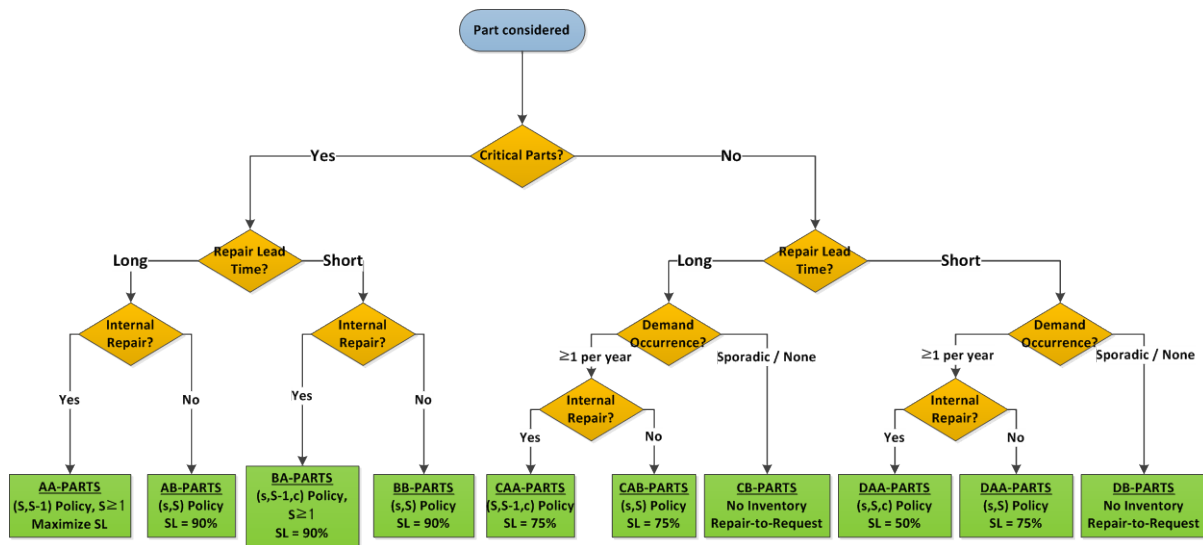 Part considered
Critical Parts?
Yes
No
Repair Lead
Time?
Long
Short
Repair Lead
Time?
Long
Short
Internal
Repair?
Internal
Repair?
Demand
Occurrence?
Demand
Occurrence?
≥1 per year
Sporadic / None
≥1 per year
Sporadic / None
Yes
No
Yes
No
Internal
Repair?
Internal
Repair?
Yes
No
Yes
No
AA-PARTS
(S,S-1) Policy, S≥1
Maximize SL
AB-PARTS
(s,S) Policy
SL = 90%
BA-PARTS
(s,S-1,c) Policy,
S≥1
SL = 90%
BB-PARTS
(s,S) Policy
SL = 90%
CAA-PARTS
(S,S-1,c) Policy
SL = 75%
CAB-PARTS
(s,S) Policy
SL = 75%
CB-PARTS
No Inventory
Repair-to-Request
DAA-PARTS
(s,S,c) Policy
SL = 50%
DAA-PARTS
(s,S) Policy
SL = 75%
DB-PARTS
No Inventory
Repair-to-Request